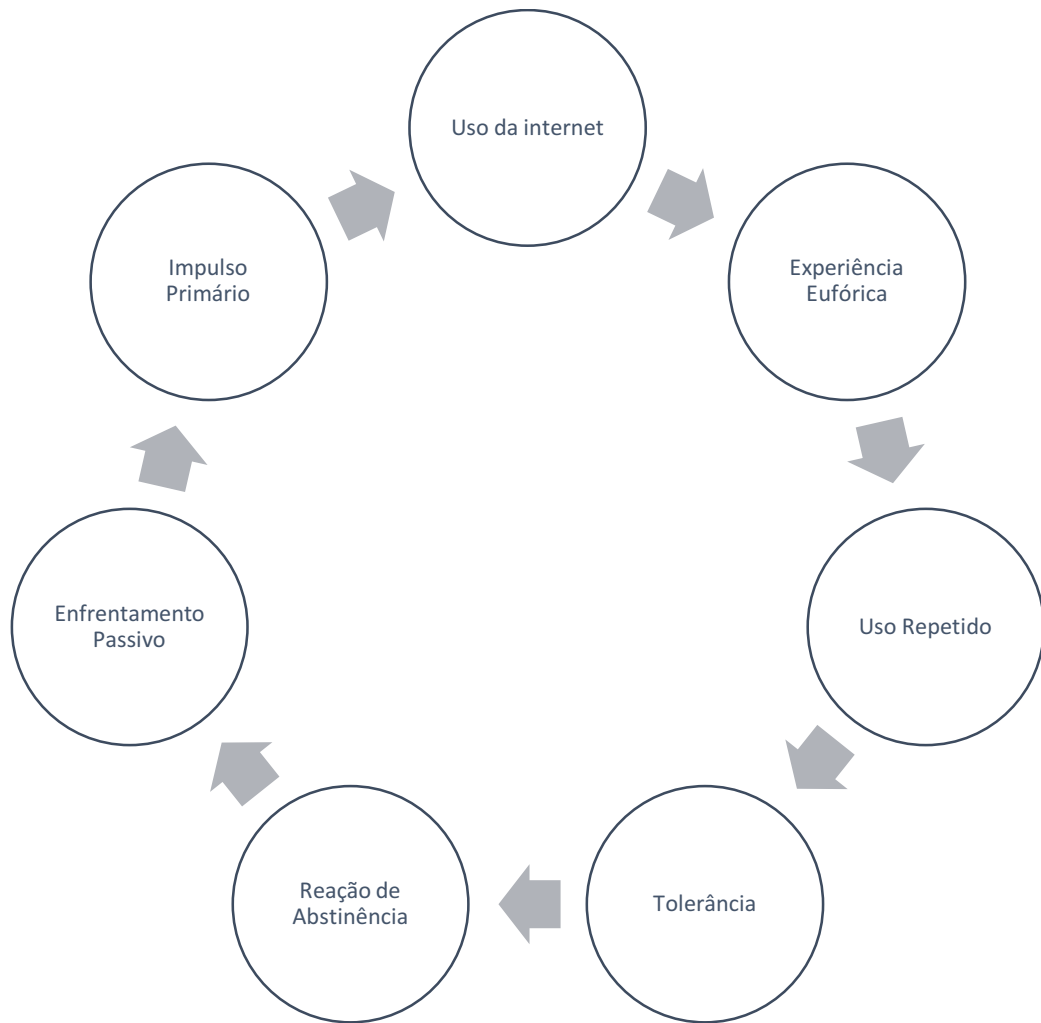 Uso da internet
Experiência
Eufórica
Uso Repetido
Tolerância
Reação de
Abstinência
Enfrentamento
Passivo
Impulso
Primário